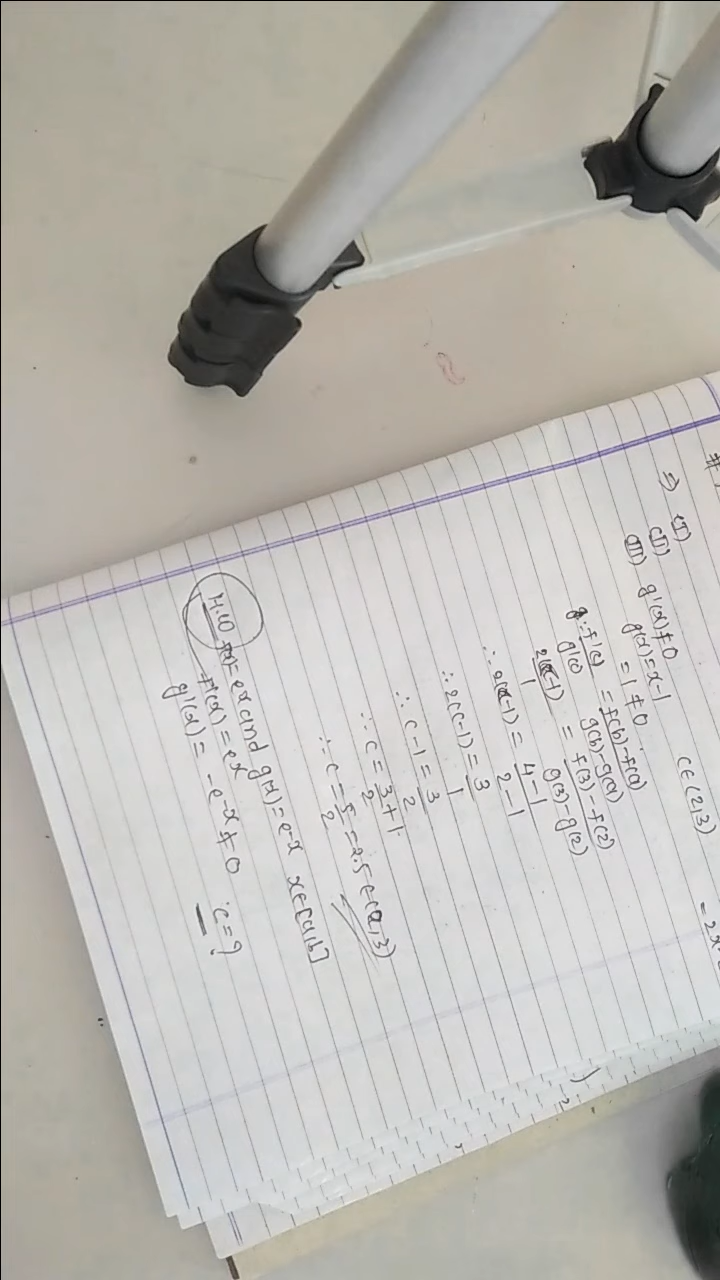 #
= 2x
⇒ (I) c∈(2,3)
(II) g(x) = x-1
(III) g'(x) ≠ 0
= 1 ≠ 0
f'(c) / g'(c) = f(b) - f(a) / g(b) - g(a)
2(x-1) / 1 = f(3) - f(2) / g(3) - g(2)
∴ 2(x-1) = 4-1 / 2-1
∴ 2(c-1) = 3 / 1
∴ c-1 = 3 / 2
∴ c = 3 / 2 + 1
∴ c = 5 / 2 = 2.5 ∈ (2,3)
H.W f(x) = e^x and g(x) = e^-x x∈[a,b]
f'(x) = e^x
g'(x) = -e^-x ≠ 0 c = ?